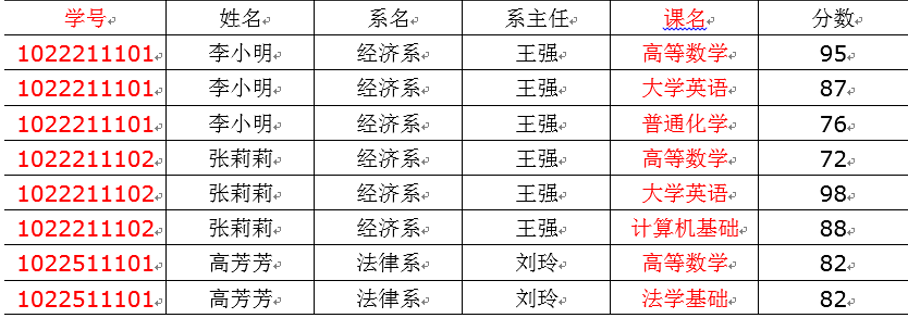 学号 姓名 系名 系主任 课名 分数
1022211101 李小明 经济系 王强 高等数学 95
1022211101 李小明 经济系 王强 大学英语 87
1022211101 李小明 经济系 王强 普通化学 76
1022211102 张莉莉 经济系 王强 高等数学 72
1022211102 张莉莉 经济系 王强 大学英语 98
1022211102 张莉莉 经济系 王强 计算机基础 88
1022511101 高芳芳 法律系 刘玲 高等数学 82
1022511101 高芳芳 法律系 刘玲 法学基础 82